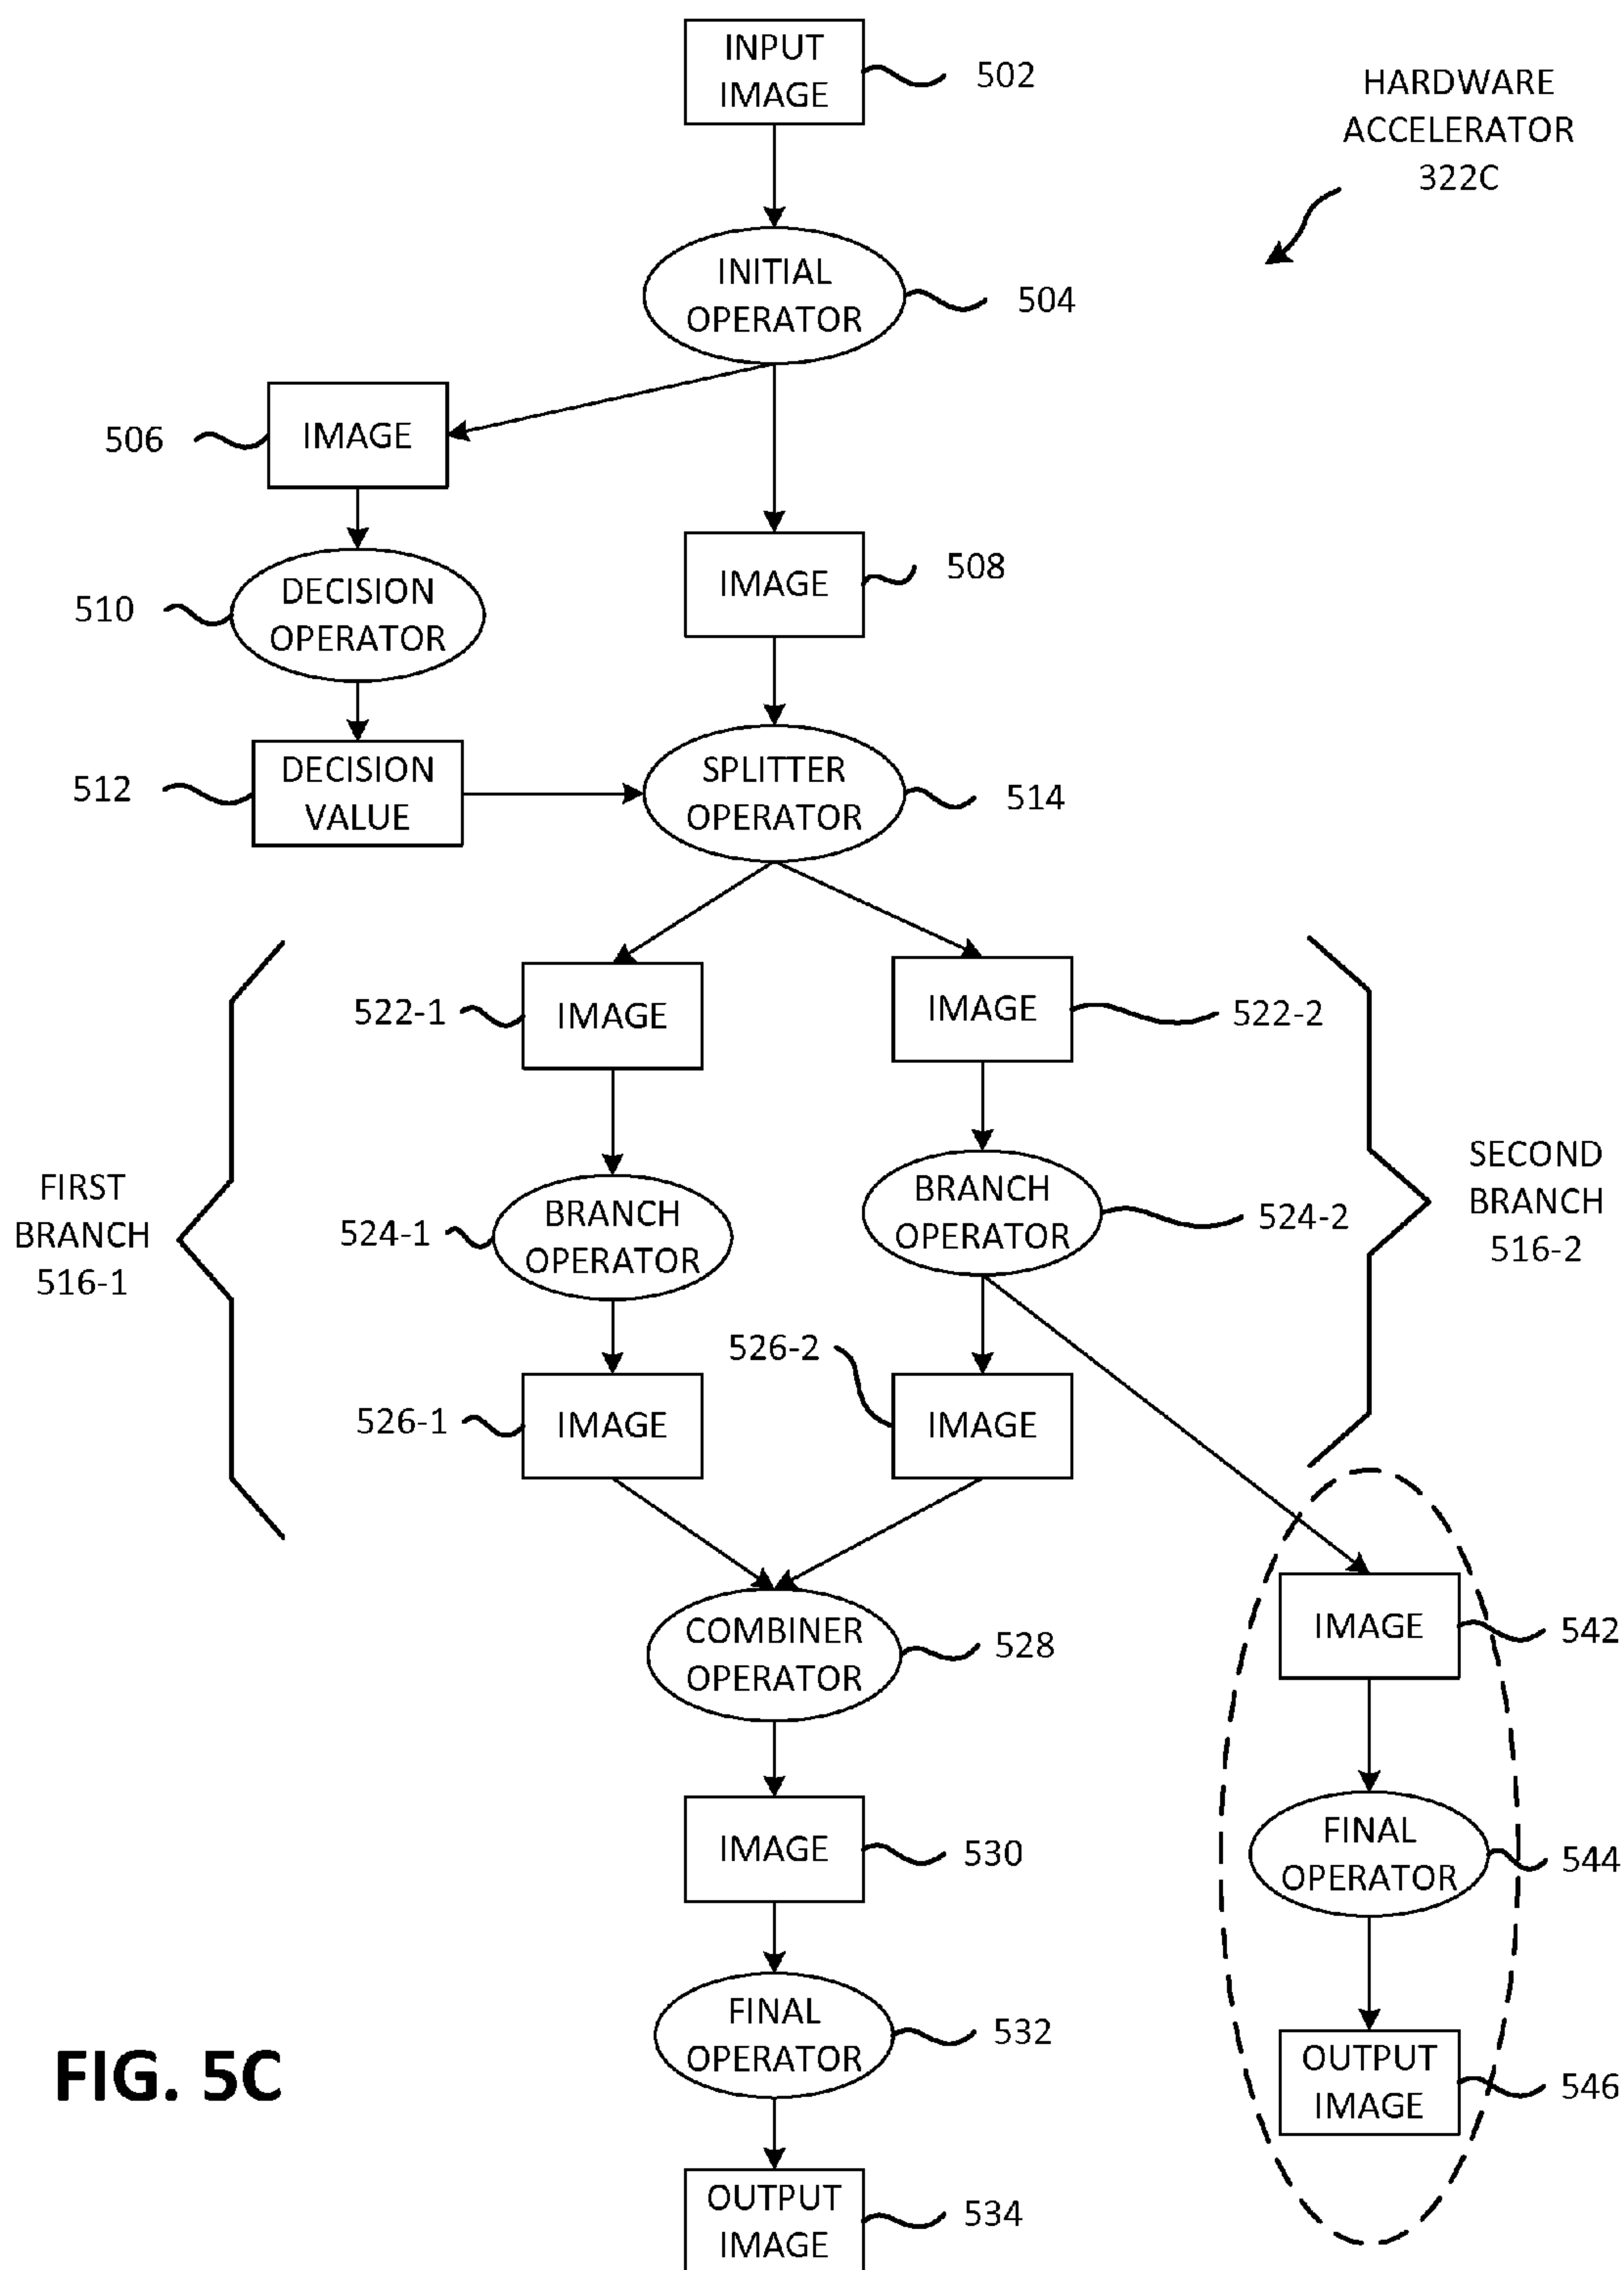 INPUT
IMAGE
502
HARDWARE
ACCELERATOR
322C
INITIAL
OPERATOR
504
506
IMAGE
508
IMAGE
510
DECISION
OPERATOR
512
DECISION
VALUE
SPLITTER
OPERATOR
514
522-1
IMAGE
IMAGE
522-2
FIRST
BRANCH
516-1
524-1
BRANCH
OPERATOR
BRANCH
OPERATOR
524-2
SECOND
BRANCH
516-2
526-1
IMAGE
526-2
IMAGE
COMBINER
OPERATOR
528
IMAGE
542
IMAGE
530
FINAL
OPERATOR
544
FINAL
OPERATOR
532
OUTPUT
IMAGE
546
FIG. 5C
OUTPUT
IMAGE
534